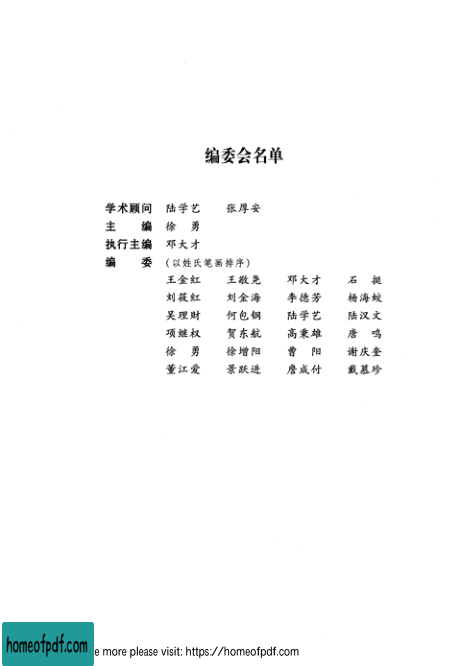 编委会名单
学术顾问 陆学艺 张厚安
主 编 徐 勇
执行主编 邓大才
编 委 (以姓氏笔画排序)
王金红 王敬尧 邓大才 石 挺
刘筱红 刘金海 李德芳 杨海蛟
吴理财 何包钢 陆学艺 陆汉文
项继权 贺东航 高秉雄 唐 鸣
徐 勇 徐增阳 曹 阳 谢庆奎
董江爱 景跃进 詹成付 戴慕珍
homeofpdf.com
e more please visit: https://homeofpdf.com